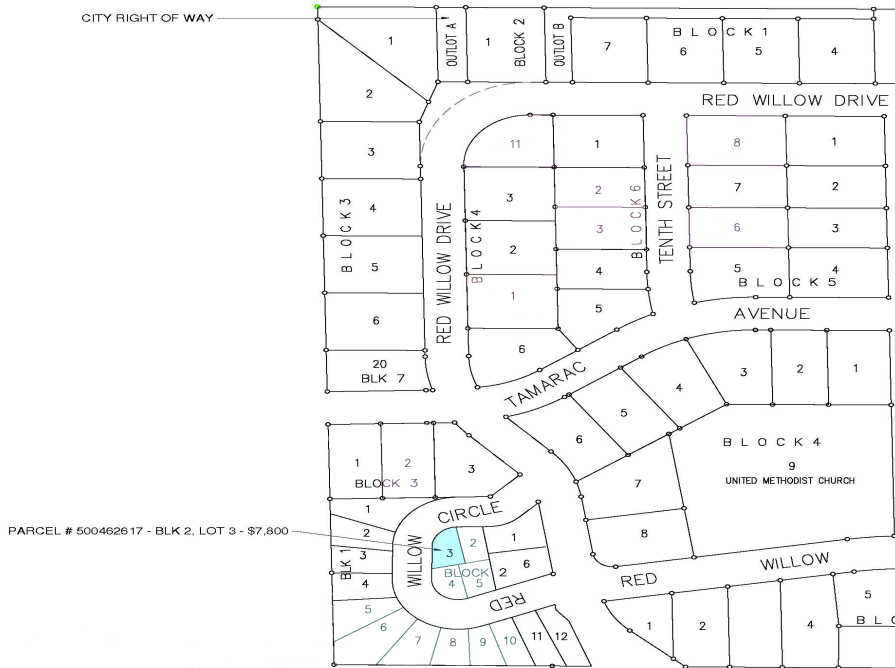 CITY RIGHT OF WAY
1
OUTLOT A
1
BLOCK 2
OUTLOT B
7
BLOCK 1
6
5
4
2
RED WILLOW DRIVE
3
11
1
TENTH STREET
8
1
4
BLOCK 3
RED WILLOW DRIVE
3
BLOCK 4
2
BLOCK 6
7
2
3
6
3
5
2
4
5
4
BLOCK 5
1
5
6
AVENUE
6
20
BLK 7
TAMARAC
3
2
1
4
5
6
BLOCK 4
9
UNITED METHODIST CHURCH
1
2
3
BLOCK 3
7
1
CIRCLE
2
8
PARCEL # 500462617 - BLK 2, LOT 3 - $7,800
BLK 1
3
WILLOW
3
2
1
6
BLOCK 2
4
5
4
RED
WILLOW
RED
5
6
7
8
9
10
11
12
1
2
4
5
BLO